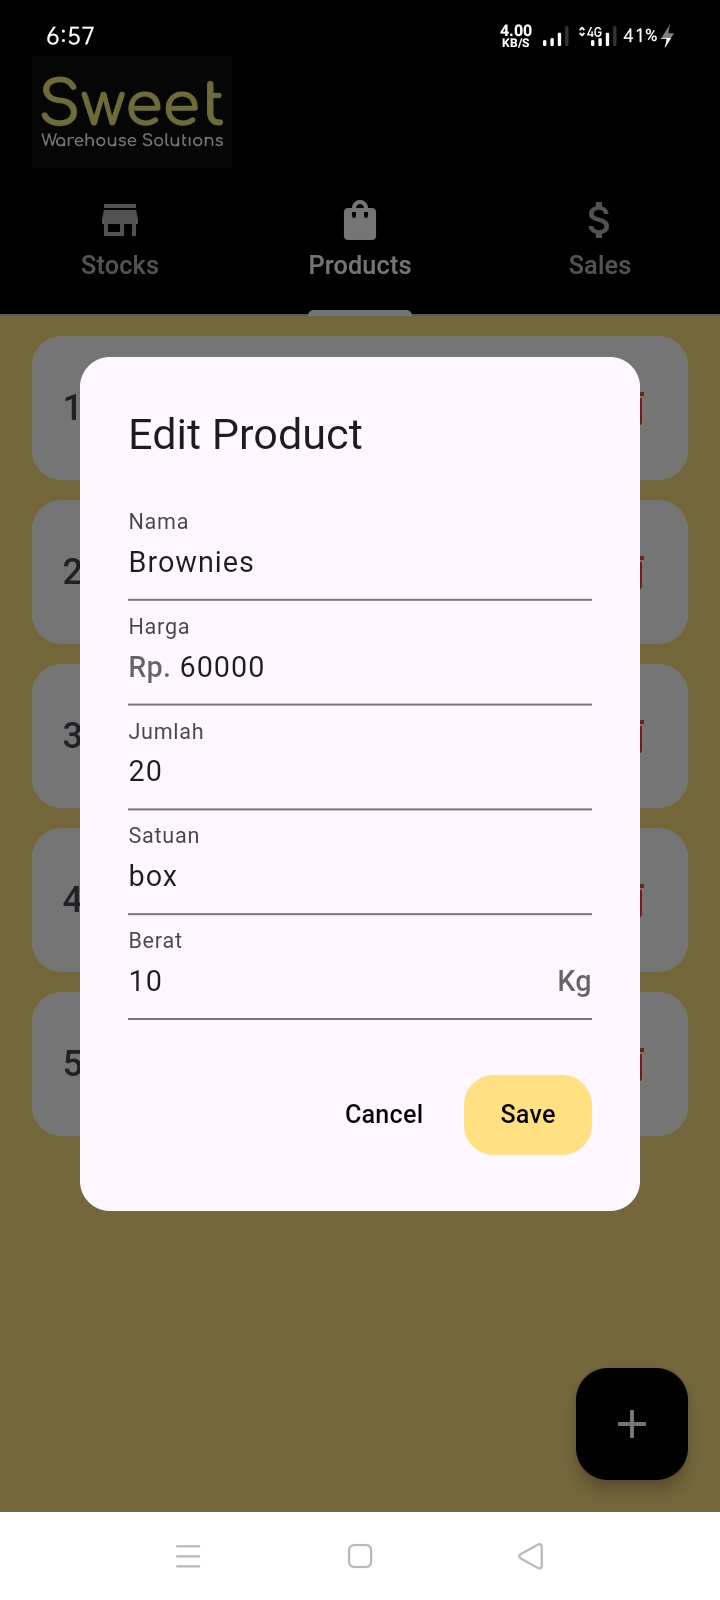 6:57
4.00
KB/S
4G
41%
Sweet
Warehouse Solutions
Stocks
Products
Sales
1
2
3
4
5
Edit Product
Nama
Brownies
Harga
Rp. 60000
Jumlah
20
Satuan
box
Berat
10 Kg
Cancel
Save
+